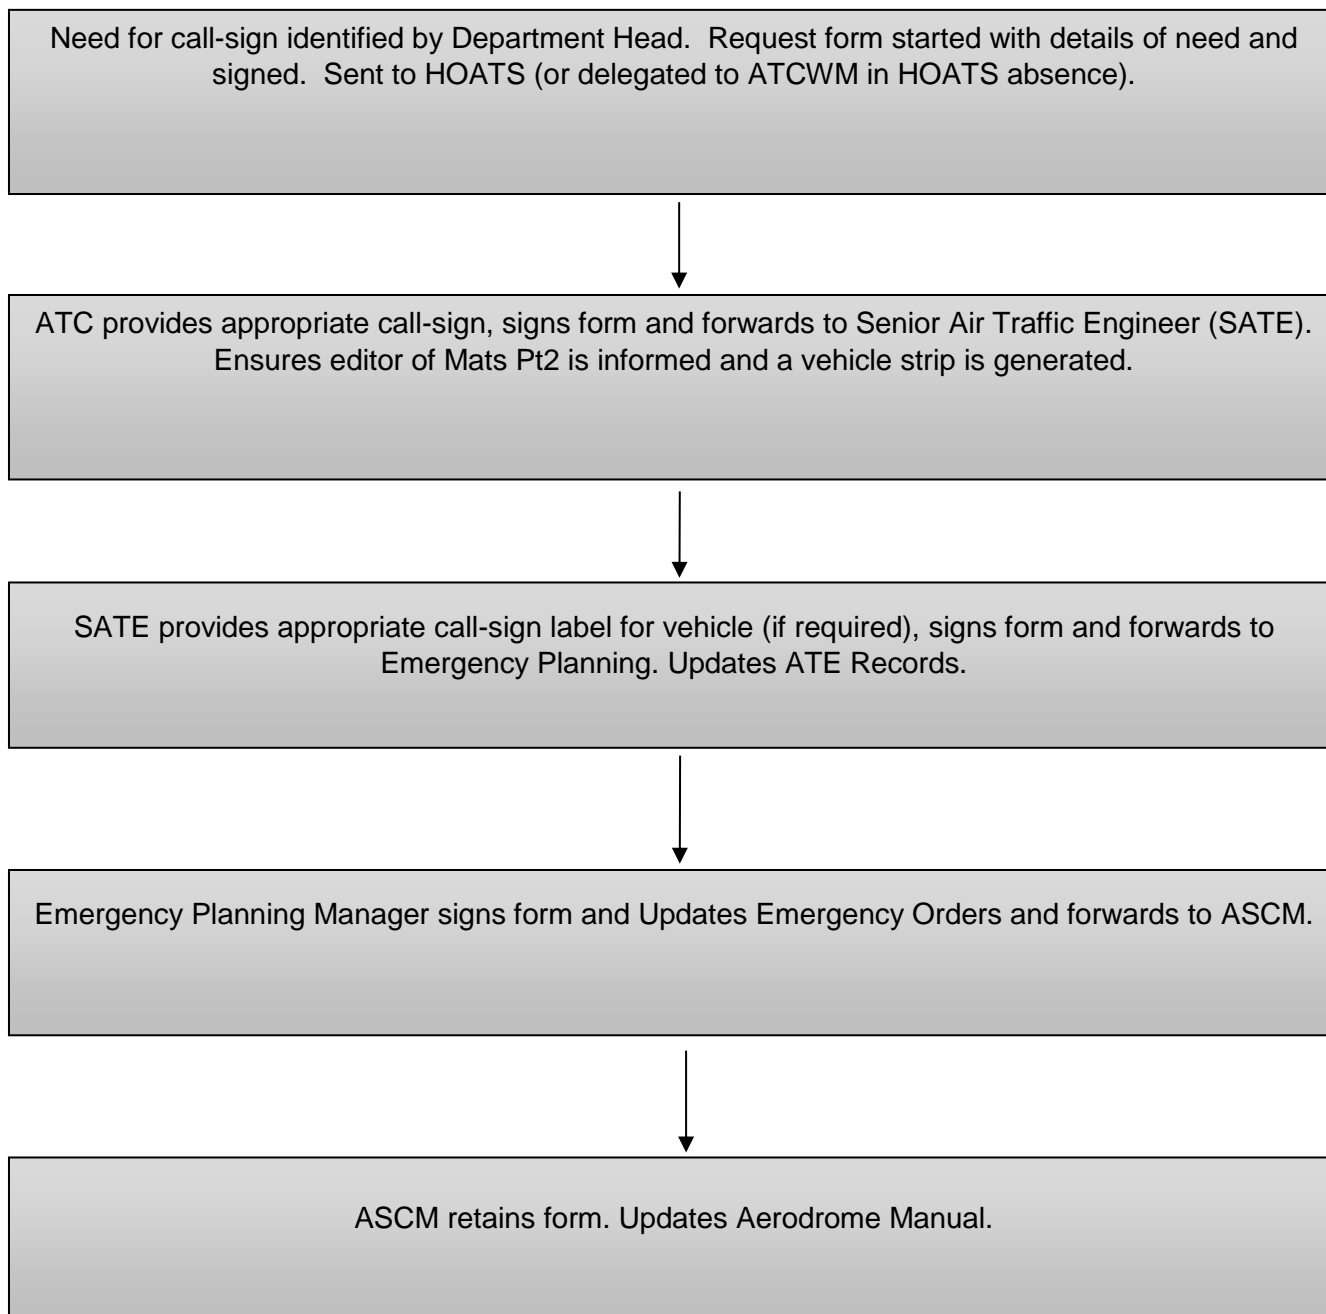 Need for call-sign identified by Department Head.  Request form started with details of need and
signed.  Sent to HOATS (or delegated to ATCWM in HOATS absence).
ATC provides appropriate call-sign, signs form and forwards to Senior Air Traffic Engineer (SATE).
Ensures editor of Mats Pt2 is informed and a vehicle strip is generated.
SATE provides appropriate call-sign label for vehicle (if required), signs form and forwards to
Emergency Planning. Updates ATE Records.
Emergency Planning Manager signs form and Updates Emergency Orders and forwards to ASCM.
ASCM retains form. Updates Aerodrome Manual.